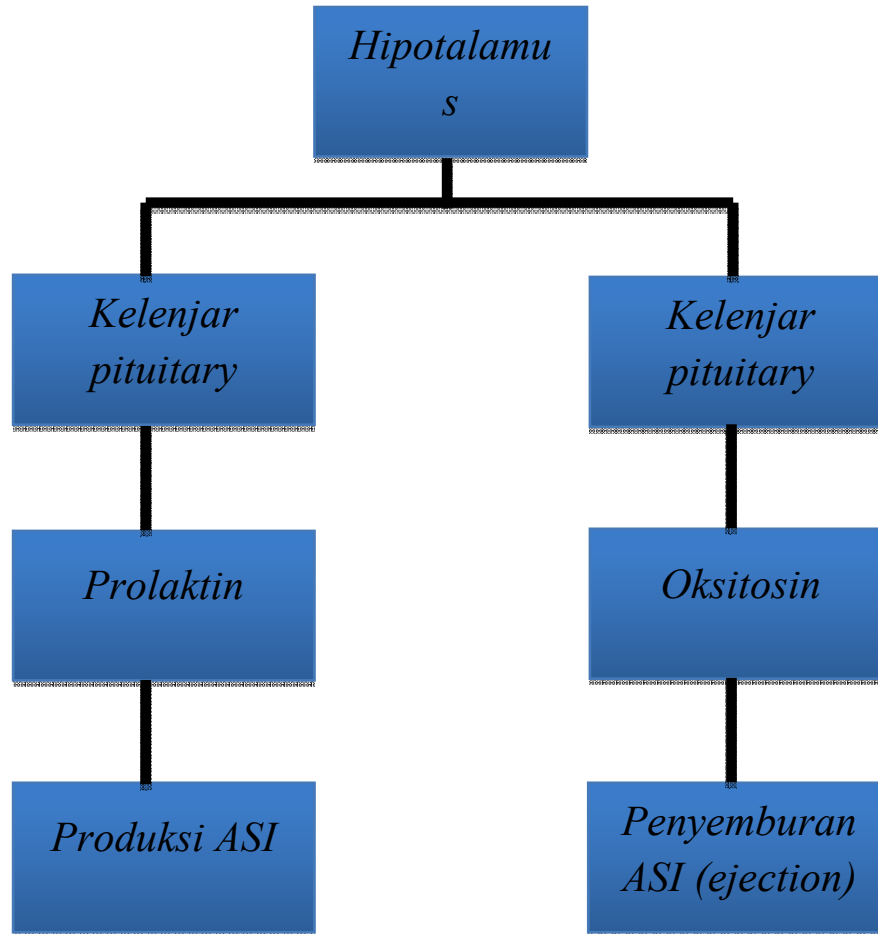 Hipotalamu
s
Kelenjar
pituitary
Kelenjar
pituitary
Prolaktin
Oksitosin
Produksi ASI
Penyemburan
ASI (ejection)